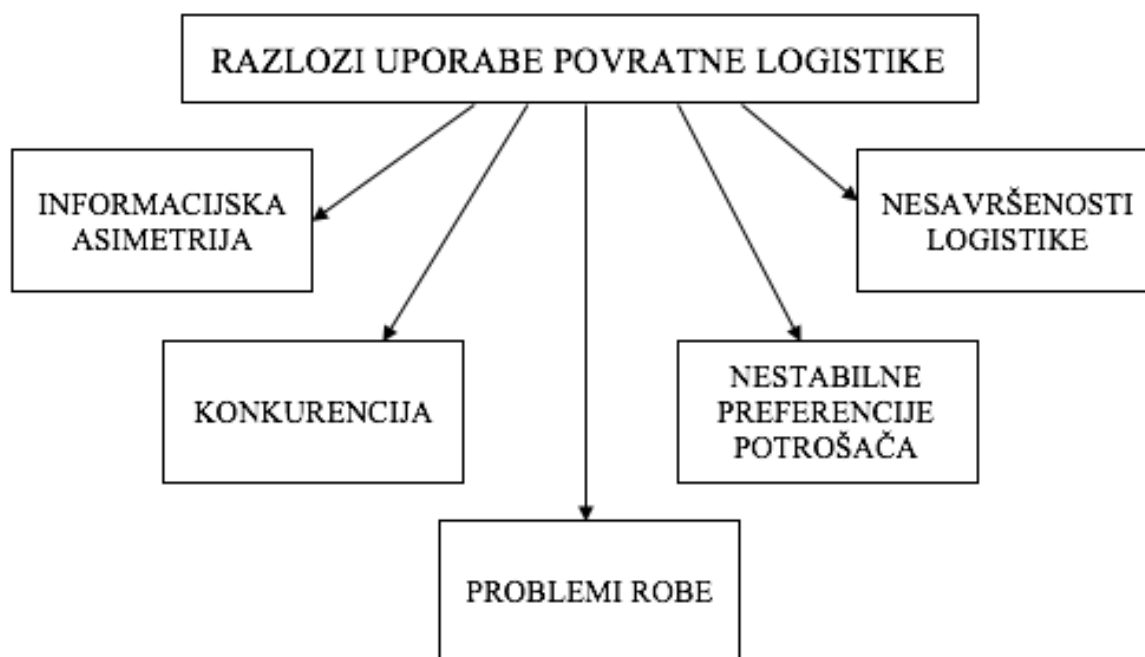 RAZLOZI UPORABE POVRATNE LOGISTIKE
INFORMACIJSKA
ASIMETRIJA
NESAVRŠENOSTI
LOGISTIKE
KONKURENCIJA
NESTABILNE
PREFERENCIJE
POTROŠAČA
PROBLEMI ROBE